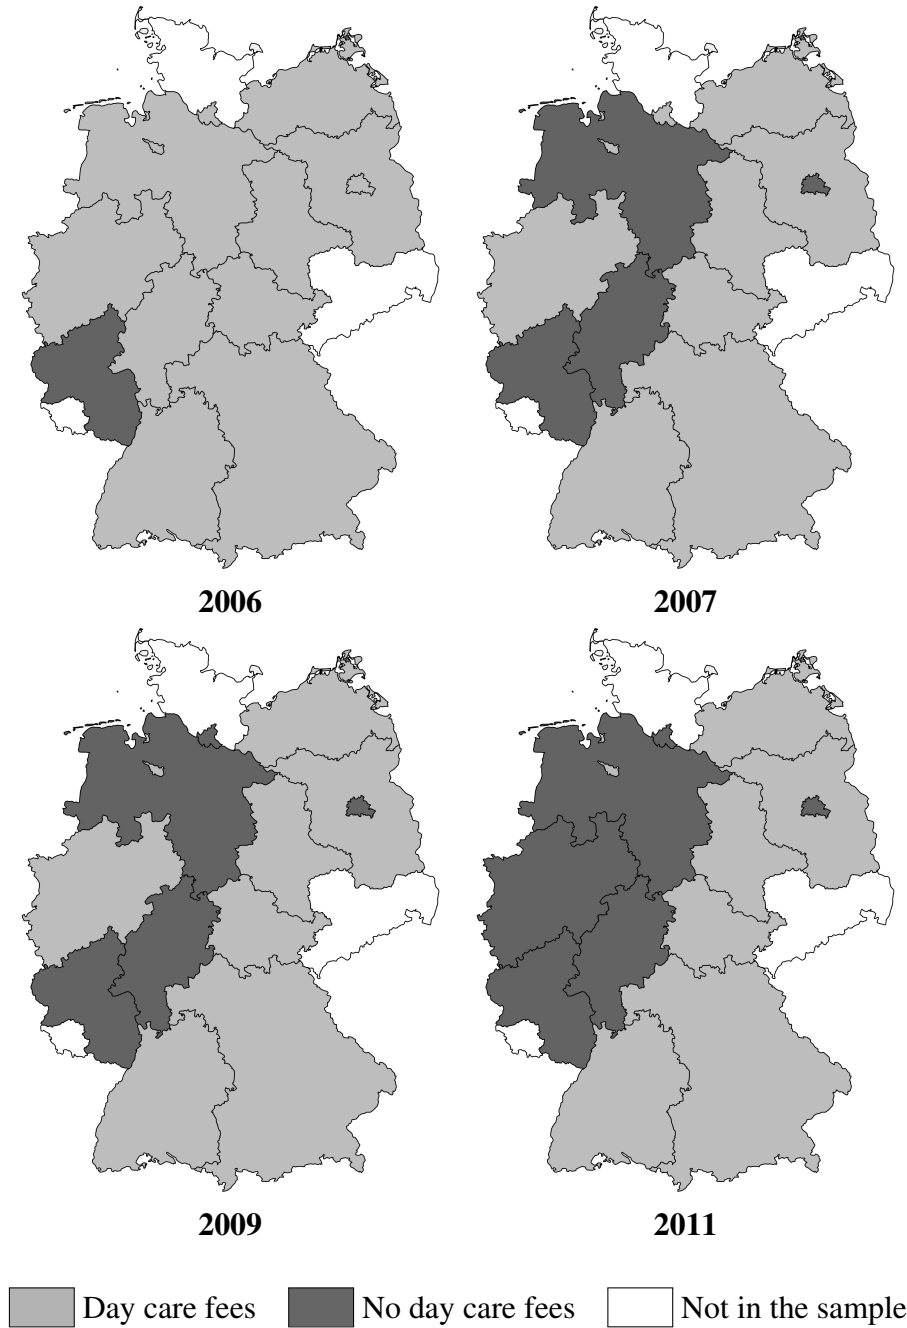 2006
2007
2009
2011
Day care fees
No day care fees
Not in the sample